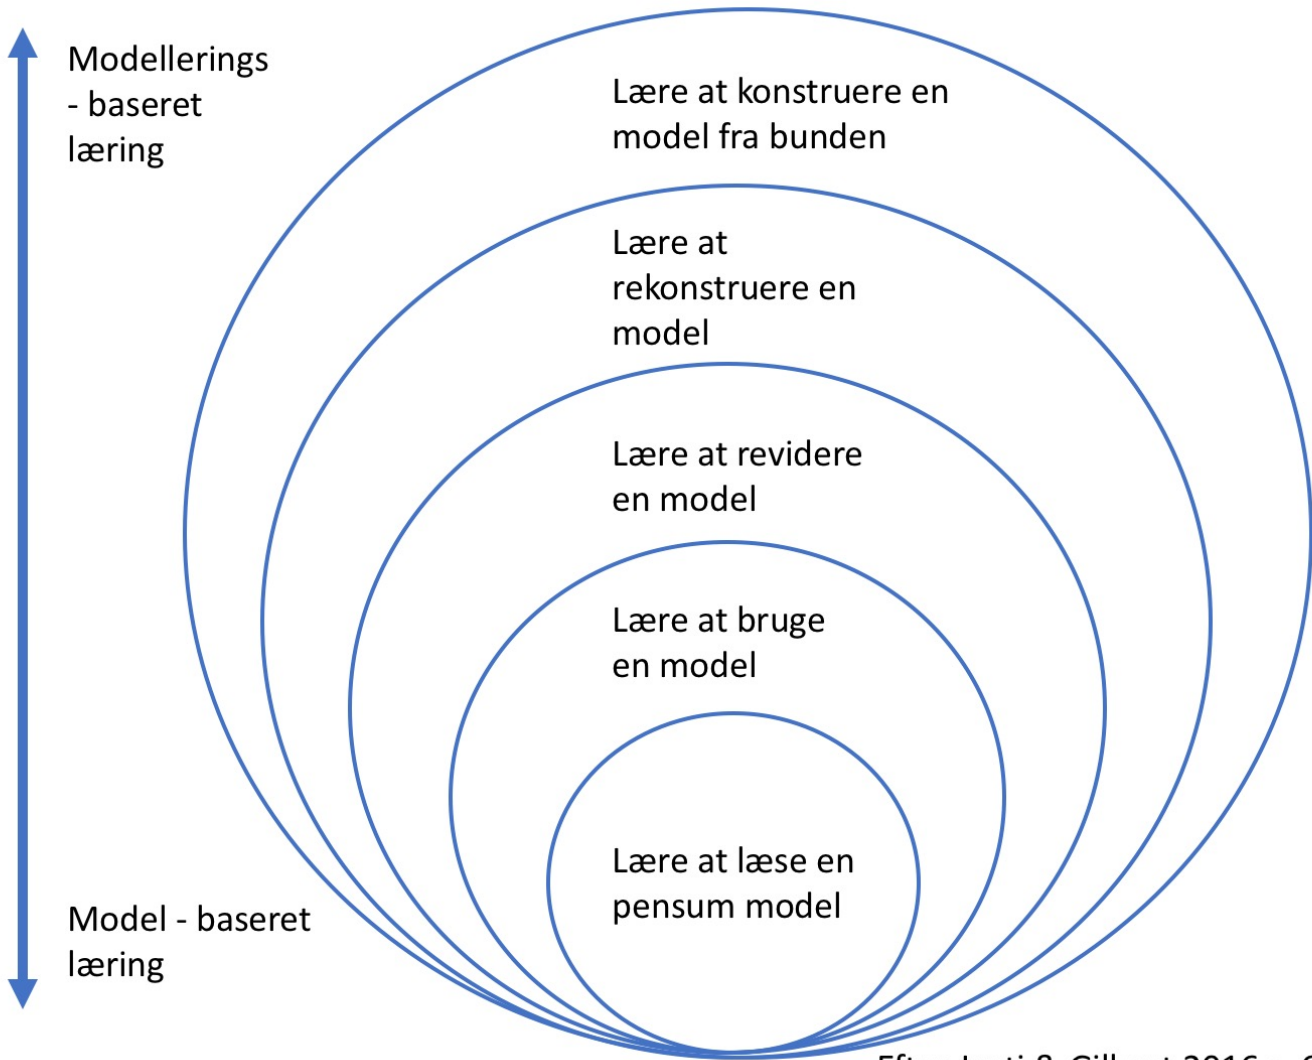 Modellerings
- baseret
læring
Lære at konstruere en
model fra bunden
Lære at
rekonstruere en
model
Lære at revidere
en model
Lære at bruge
en model
Lære at læse en
pensum model
Model - baseret
læring